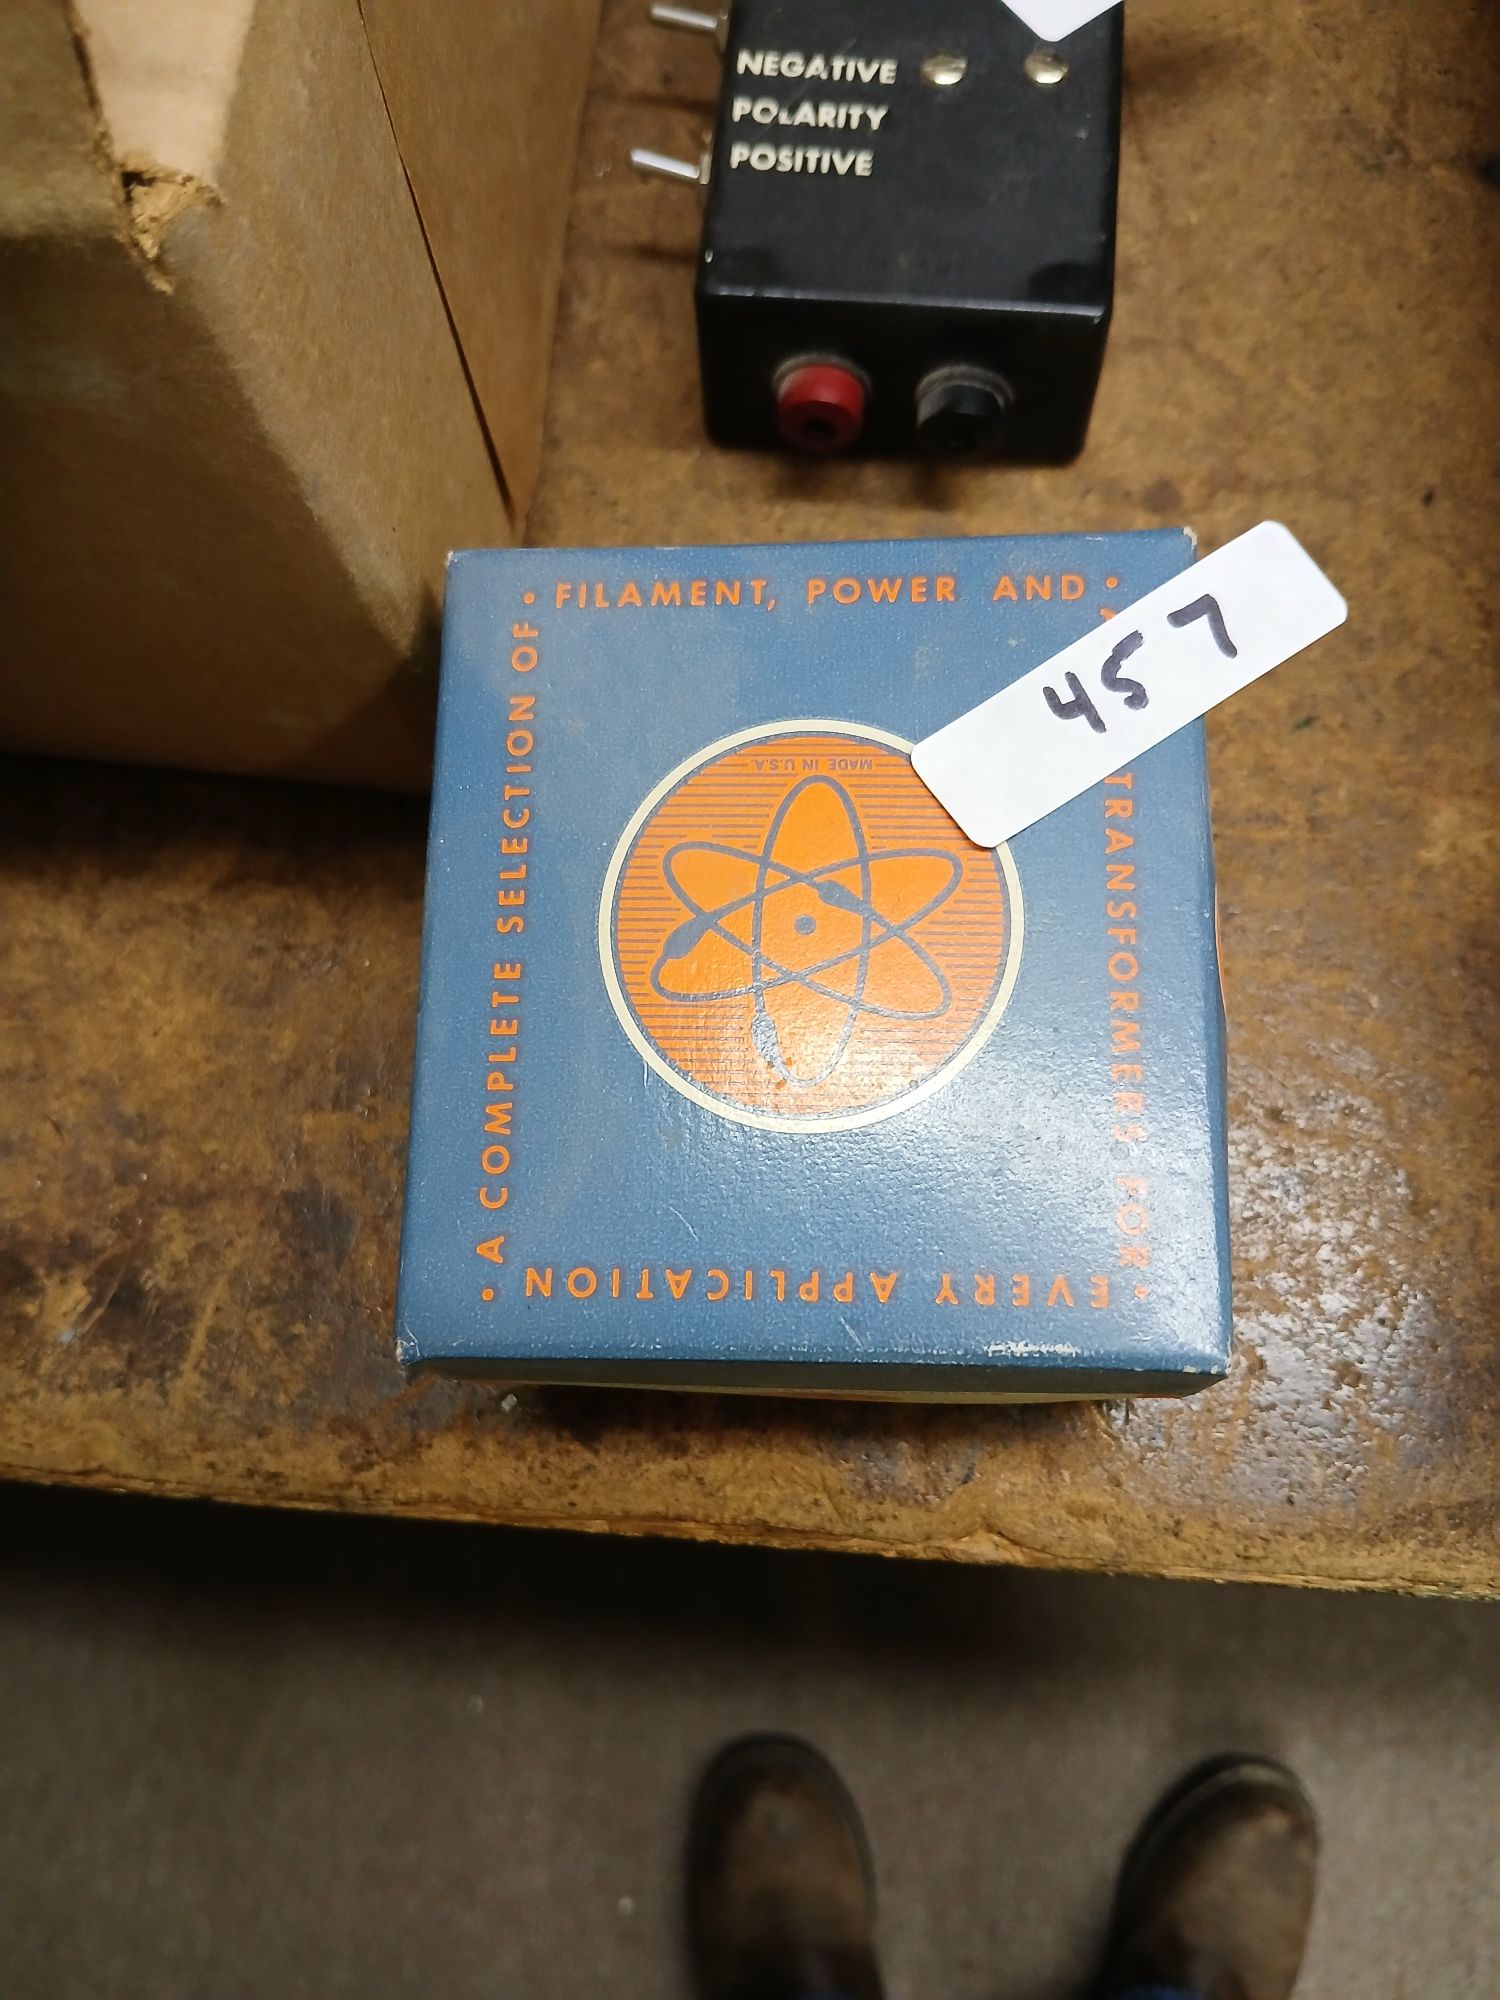 NEGATIVE
POLARITY
POSITIVE
• A COMPLETE SELECTION OF
• FILAMENT, POWER AND
• TRANSFORMERS FOR
• EVERY APPLICATION
MADE IN U.S.A.
457